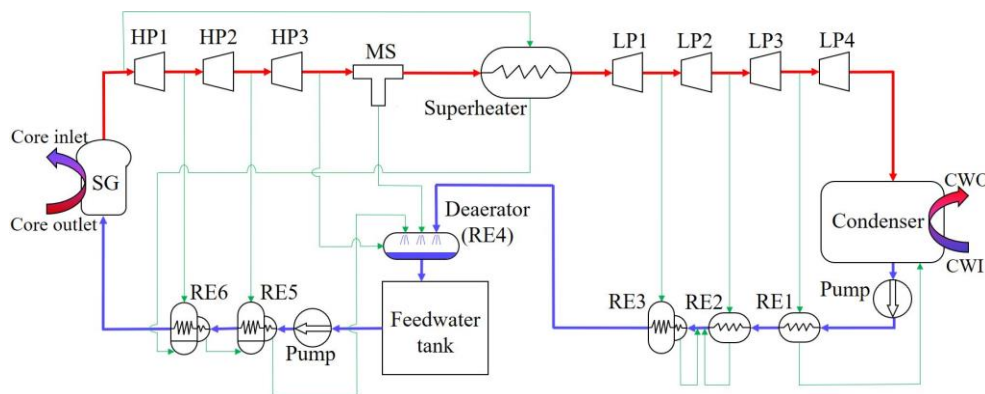 HP1
HP2
HP3
MS
Superheater
LP1
LP2
LP3
LP4
Core inlet
SG
Core outlet
Deaerator
(RE4)
Condenser
CWO
CWI
RE6
RE5
Pump
Feedwater
tank
RE3
RE2
RE1
Pump